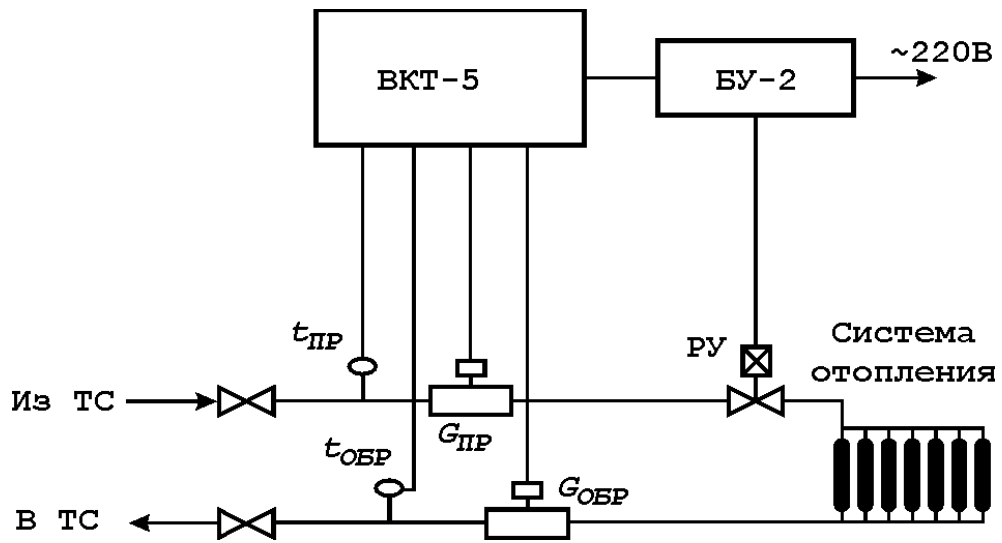 ВКТ-5
БУ-2
~220В
tПР
РУ
Система
отопления
Из ТС
GПР
tОБР
GОБР
В ТС